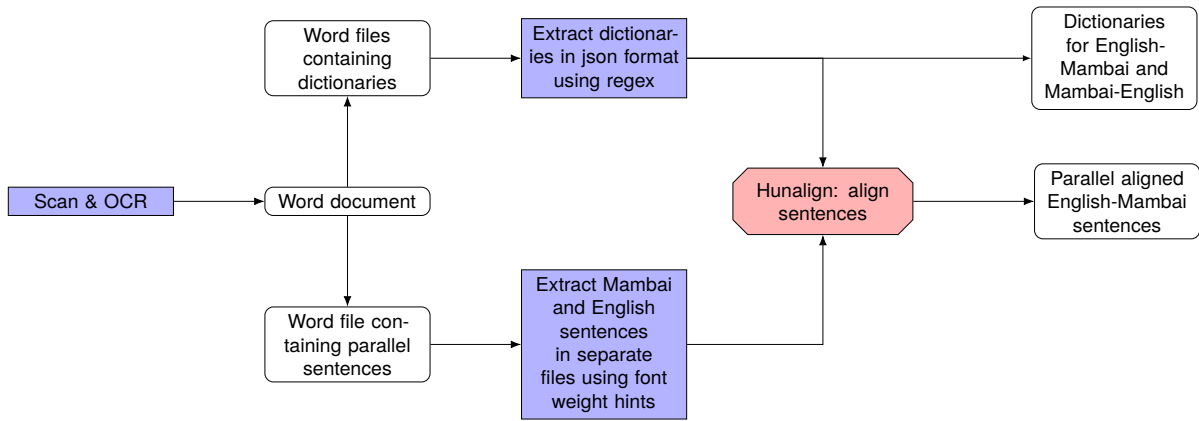 Word files
containing
dictionaries
Extract dictionar-
ies in json format
using regex
Dictionaries
for English-
Mambai and
Mambai-English
Scan & OCR
Word document
Hunalign: align
sentences
Parallel aligned
English-Mambai
sentences
Word file con-
taining parallel
sentences
Extract Mambai
and English
sentences
in separate
files using font
weight hints